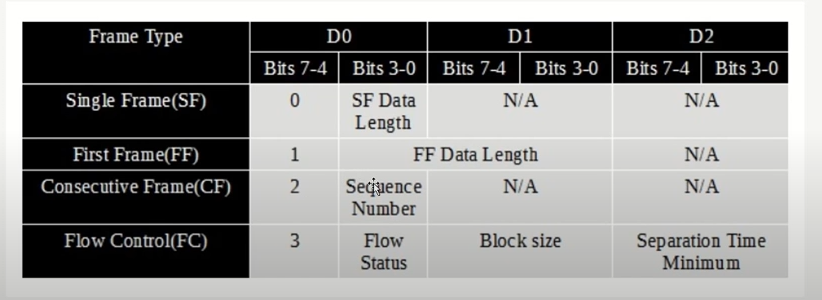 Frame Type D0 D1 D2
Bits 7-4 Bits 3-0 Bits 7-4 Bits 3-0 Bits 7-4 Bits 3-0
Single Frame(SF) 0 SF Data N/A N/A
Length
First Frame(FF) 1 FF Data Length N/A
Consecutive Frame(CF) 2 Sequence N/A N/A
Number
Flow Control(FC) 3 Flow Block size Separation Time
Status Minimum